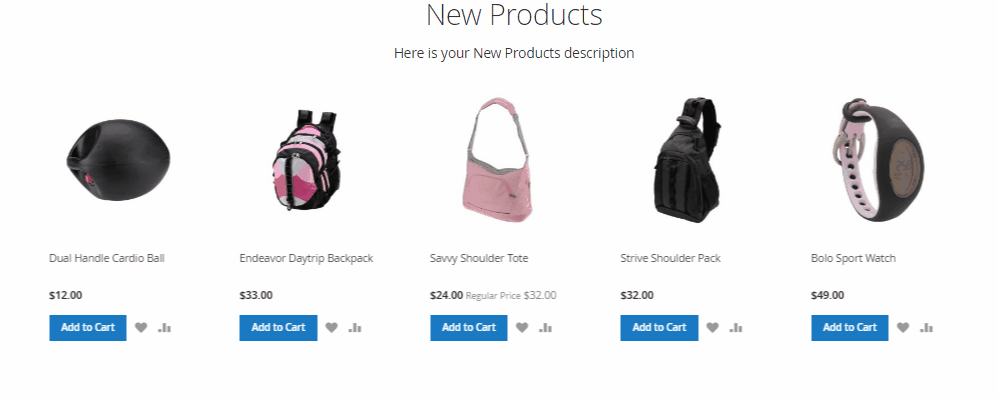 New Products
Here is your New Products description
Dual Handle Cardio Ball
Endeavor Daytrip Backpack
Savvy Shoulder Tote
Strive Shoulder Pack
Bolo Sport Watch
$12.00
$33.00
$24.00 Regular Price $32.00
$32.00
$49.00
Add to Cart
Add to Cart
Add to Cart
Add to Cart
Add to Cart